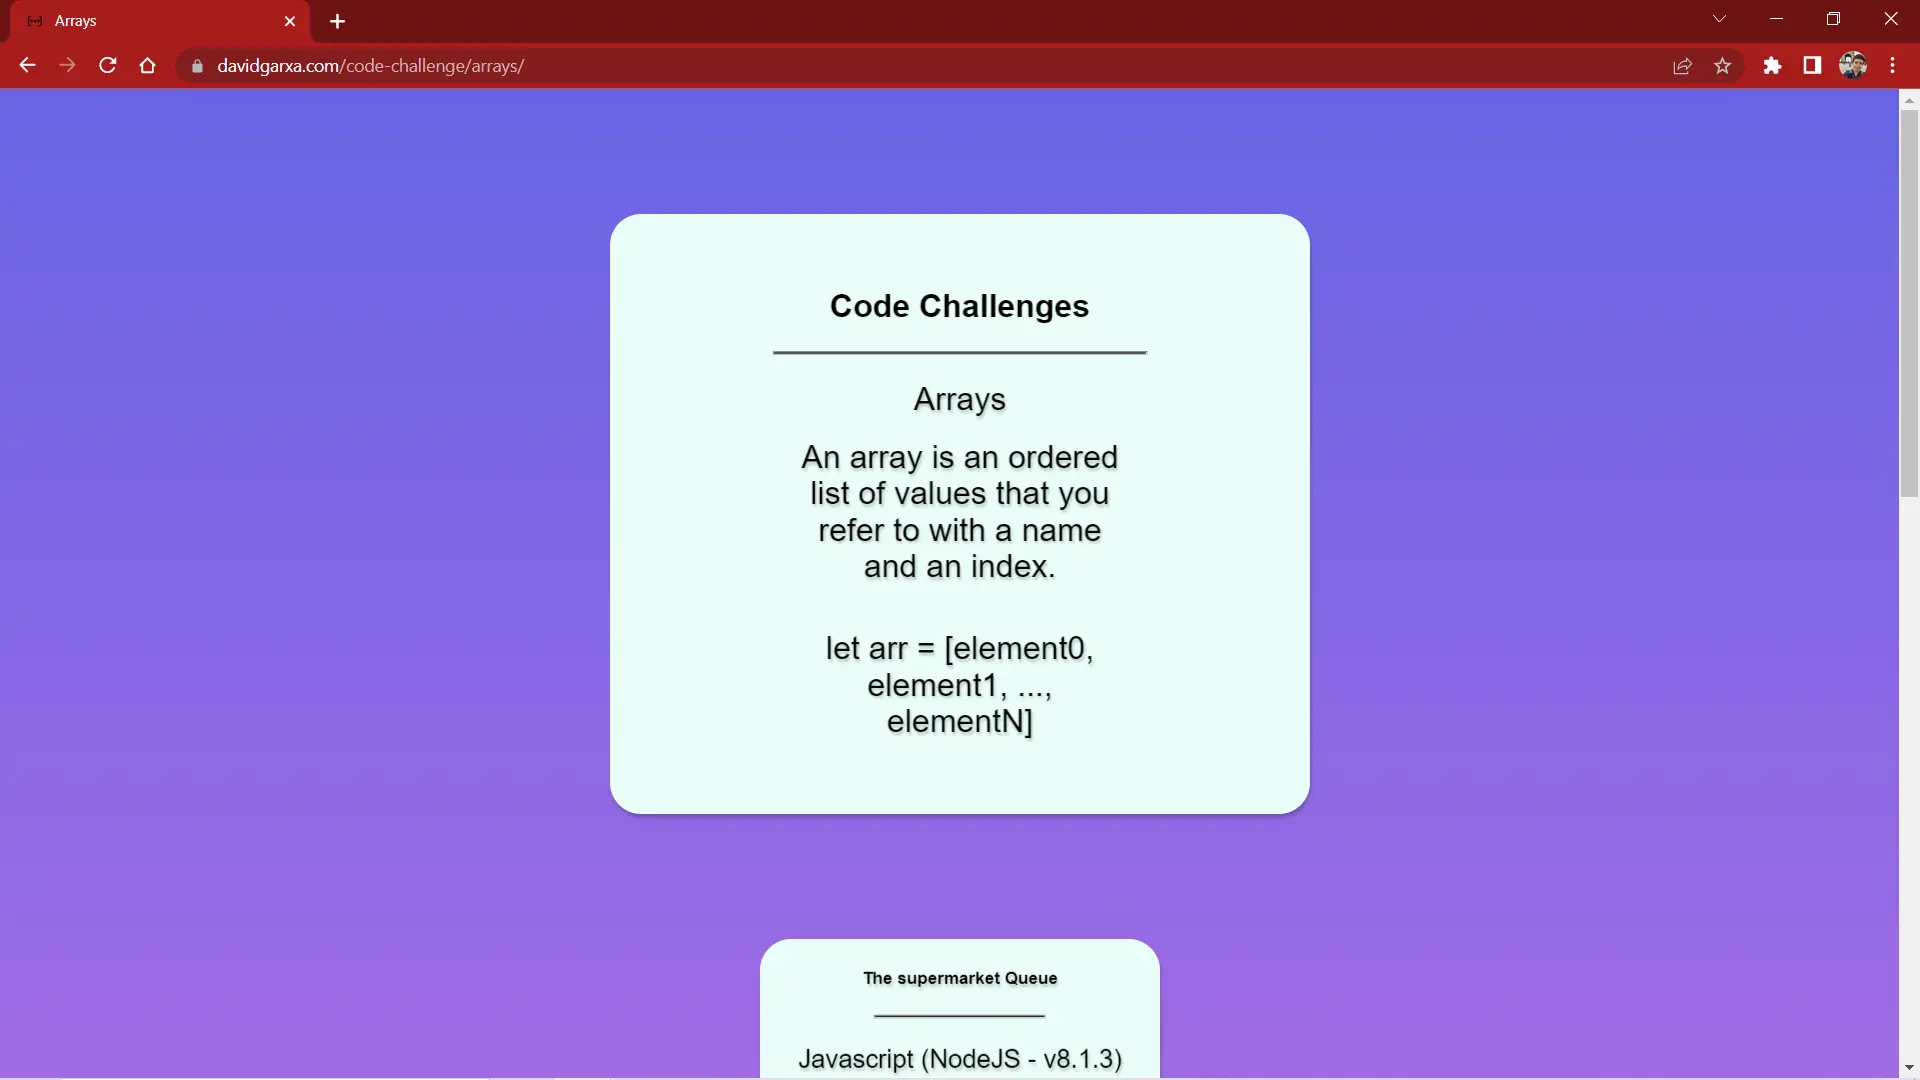 Arrays
davidgarxa.com/code-challenge/arrays/
Code Challenges
Arrays
An array is an ordered
list of values that you
refer to with a name
and an index.
let arr = [element0,
element1, ...,
elementN]
The supermarket Queue
Javascript (NodeJS - v8.1.3)